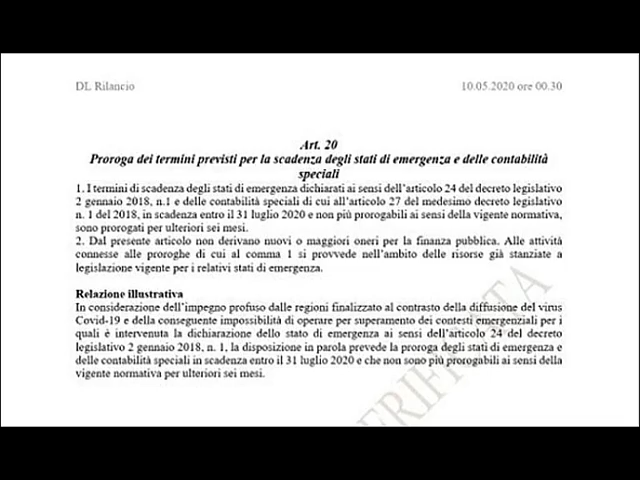 DL Rilancio 10.05.2020 ore 00.30
Art. 20
Proroga dei termini previsti per la scadenza degli stati di emergenza e delle contabilità
speciali
1. I termini di scadenza degli stati di emergenza dichiarati ai sensi dell'articolo 24 del decreto legislativo
2 gennaio 2018, n.1 e delle contabilità speciali di cui all'articolo 27 del medesimo decreto legislativo
n. 1 del 2018, in scadenza entro il 31 luglio 2020 e non più prorogabili ai sensi della vigente normativa,
sono prorogati per ulteriori sei mesi.
2. Dal presente articolo non derivano nuovi o maggiori oneri per la finanza pubblica. Alle attività
connesse alle proroghe di cui al comma 1 si provvede nell'ambito delle risorse già stanziate a
legislazione vigente per i relativi stati di emergenza.
Relazione illustrativa
In considerazione dell'impegno profuso dalle regioni finalizzato al contrasto della diffusione del virus
Covid-19 e della conseguente impossibilità di operare per superamento dei contesti emergenziali per i
quali è intervenuta la dichiarazione dello stato di emergenza ai sensi dell'articolo 24 del decreto
legislativo 2 gennaio 2018, n. 1, la disposizione in parola prevede la proroga degli stati di emergenza e
delle contabilità speciali in scadenza entro il 31 luglio 2020 e che non sono più prorogabili ai sensi della
vigente normativa per ulteriori sei mesi.